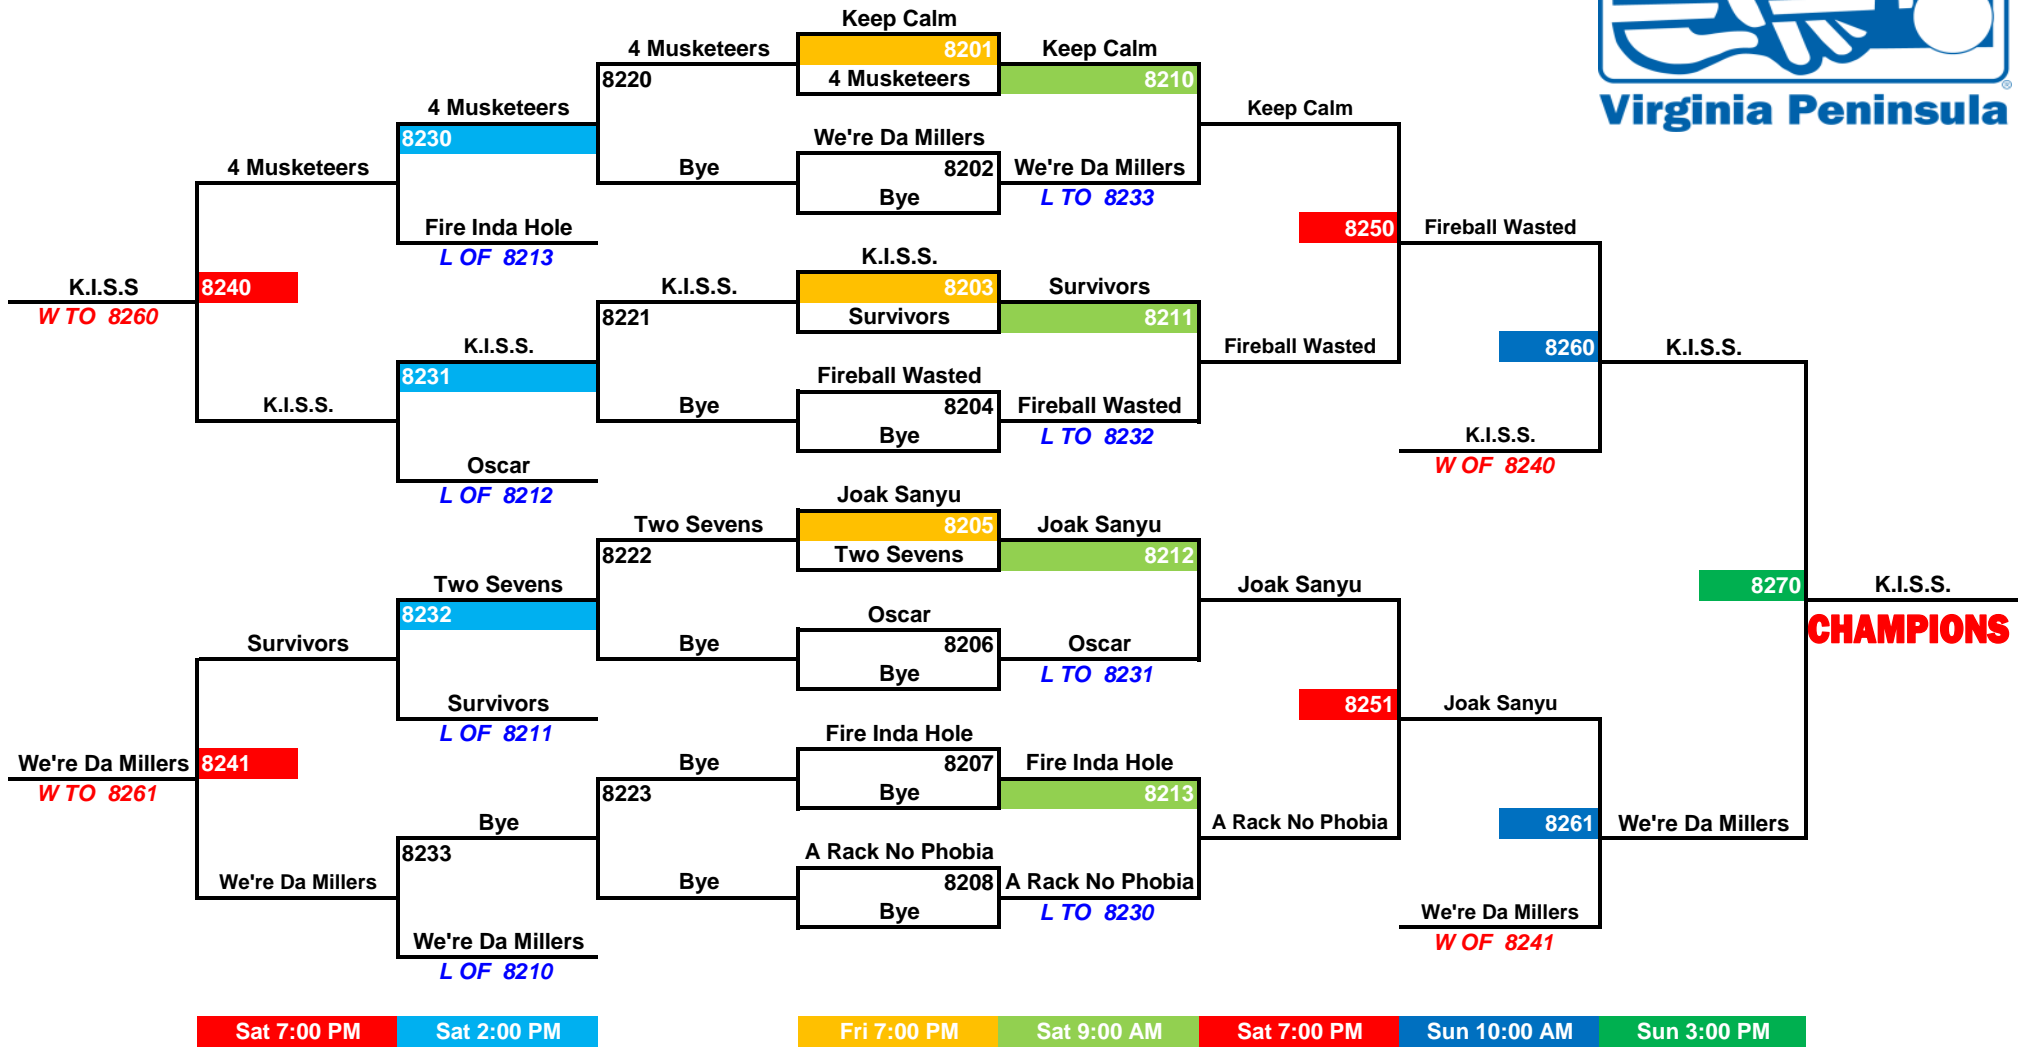 Keep Calm
4 Musketeers
8201
Keep Calm
8220
4 Musketeers
8210
4 Musketeers
Keep Calm
Virginia Peninsula
8230
We're Da Millers
4 Musketeers
Bye
8202
We're Da Millers
Bye
L TO 8233
Fire Inda Hole
8250
Fireball Wasted
L OF 8213
K.I.S.S.
K.I.S.S
8240
K.I.S.S.
8203
Survivors
W TO 8260
8221
Survivors
8211
K.I.S.S.
Fireball Wasted
8260
K.I.S.S.
8231
Fireball Wasted
K.I.S.S.
Bye
8204
Fireball Wasted
Bye
L TO 8232
K.I.S.S.
Oscar
W OF 8240
L OF 8212
Joak Sanyu
Two Sevens
8205
Joak Sanyu
8222
Two Sevens
8212
Two Sevens
Joak Sanyu
8270
K.I.S.S.
8232
Oscar
CHAMPIONS
Survivors
Bye
8206
Oscar
Bye
L TO 8231
Survivors
8251
Joak Sanyu
L OF 8211
Fire Inda Hole
We're Da Millers
8241
Bye
8207
Fire Inda Hole
W TO 8261
8223
Bye
8213
Bye
A Rack No Phobia
8261
We're Da Millers
8233
A Rack No Phobia
We're Da Millers
Bye
8208
A Rack No Phobia
Bye
L TO 8230
We're Da Millers
We're Da Millers
W OF 8241
L OF 8210
Sat 7:00 PM
Sat 2:00 PM
Fri 7:00 PM
Sat 9:00 AM
Sat 7:00 PM
Sun 10:00 AM
Sun 3:00 PM